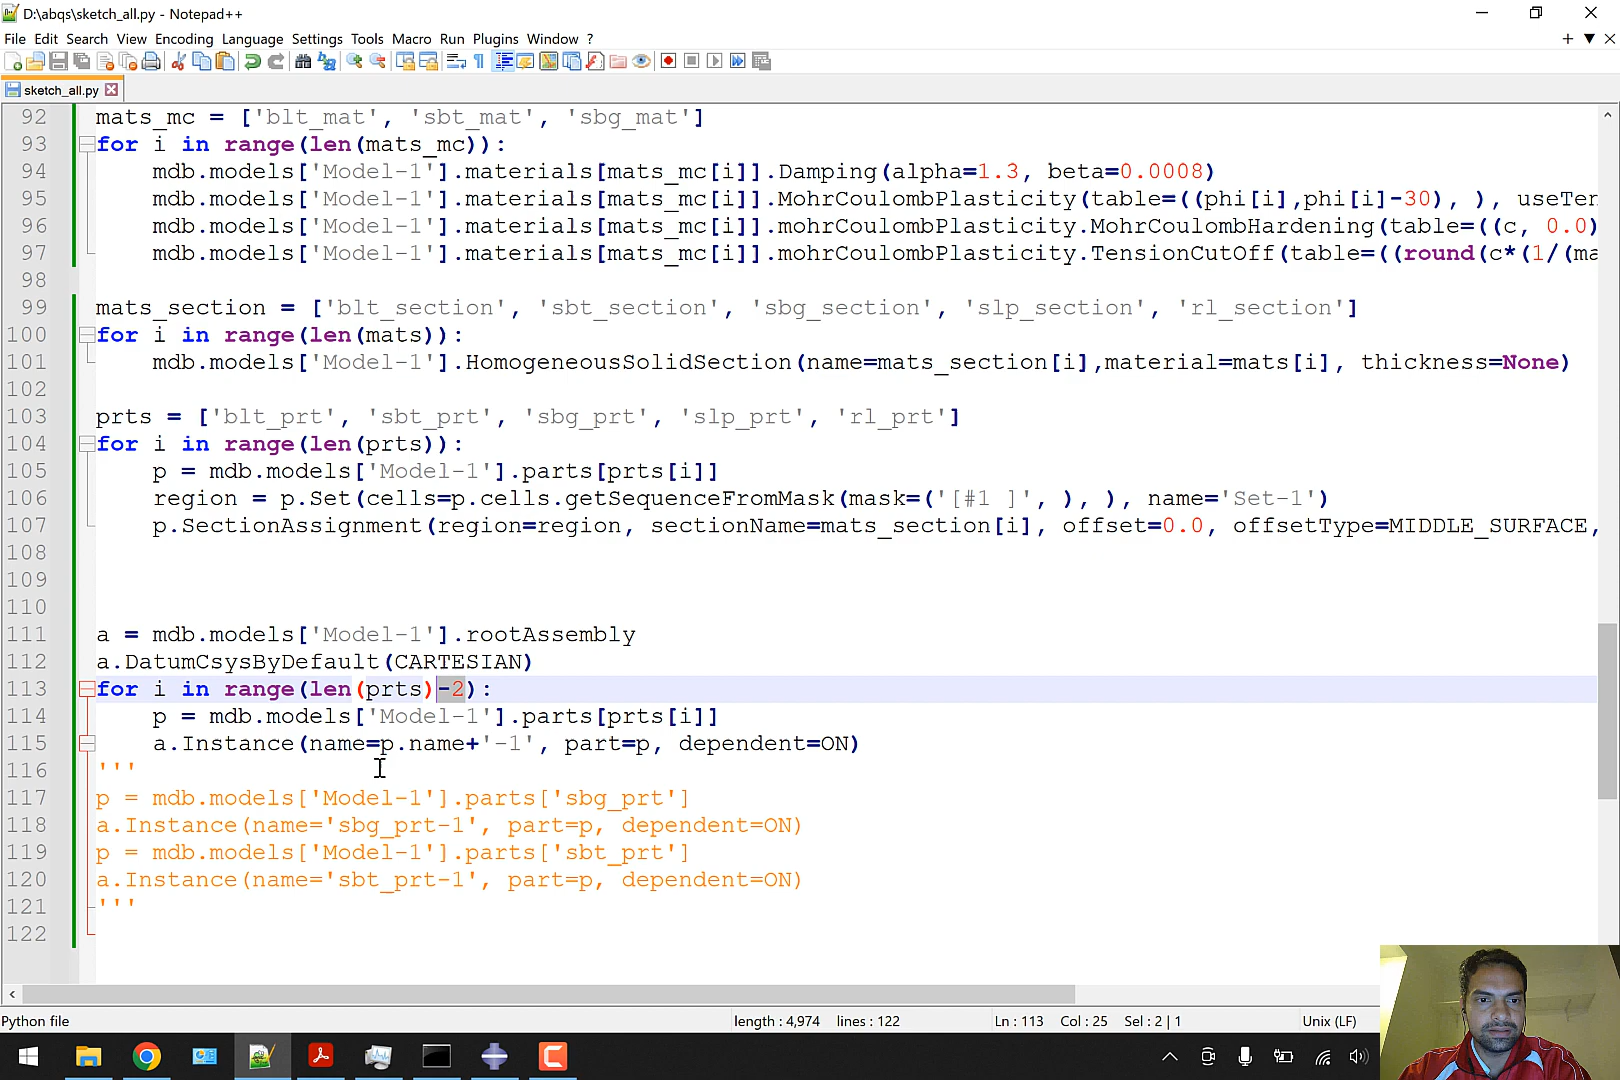 D:\abqs\sketch_all.py - Notepad++
File Edit Search View Encoding Language Settings Tools Macro Run Plugins Window ?
sketch_all.py
92 mats_mc = ['blt_mat', 'sbt_mat', 'sbg_mat']
93 for i in range(len(mats_mc)):
94 mdb.models['Model-1'].materials[mats_mc[i]].Damping(alpha=1.3, beta=0.0008)
95 mdb.models['Model-1'].materials[mats_mc[i]].MohrCoulombPlasticity(table=((phi[i],phi[i]-30), ), useTen
96 mdb.models['Model-1'].materials[mats_mc[i]].mohrCoulombPlasticity.MohrCoulombHardening(table=((c, 0.0)
97 mdb.models['Model-1'].materials[mats_mc[i]].mohrCoulombPlasticity.TensionCutOff(table=((round(c*(1/(ma
98
99 mats_section = ['blt_section', 'sbt_section', 'sbg_section', 'slp_section', 'rl_section']
100 for i in range(len(mats)):
101 mdb.models['Model-1'].HomogeneousSolidSection(name=mats_section[i],material=mats[i], thickness=None)
102
103 prts = ['blt_prt', 'sbt_prt', 'sbg_prt', 'slp_prt', 'rl_prt']
104 for i in range(len(prts)):
105 p = mdb.models['Model-1'].parts[prts[i]]
106 region = p.Set(cells=p.cells.getSequenceFromMask(mask=('[#1 ]', ), ), name='Set-1')
107 p.SectionAssignment(region=region, sectionName=mats_section[i], offset=0.0, offsetType=MIDDLE_SURFACE,
108
109
110
111 a = mdb.models['Model-1'].rootAssembly
112 a.DatumCsysByDefault(CARTESIAN)
113 for i in range(len(prts)-2):
114 p = mdb.models['Model-1'].parts[prts[i]]
115 a.Instance(name=p.name+'-1', part=p, dependent=ON)
116 '''
117 p = mdb.models['Model-1'].parts['sbg_prt']
118 a.Instance(name='sbg_prt-1', part=p, dependent=ON)
119 p = mdb.models['Model-1'].parts['sbt_prt']
120 a.Instance(name='sbt_prt-1', part=p, dependent=ON)
121 '''
122
Python file length : 4,974 lines : 122 Ln : 113 Col : 25 Sel : 2 | 1 Unix (LF)